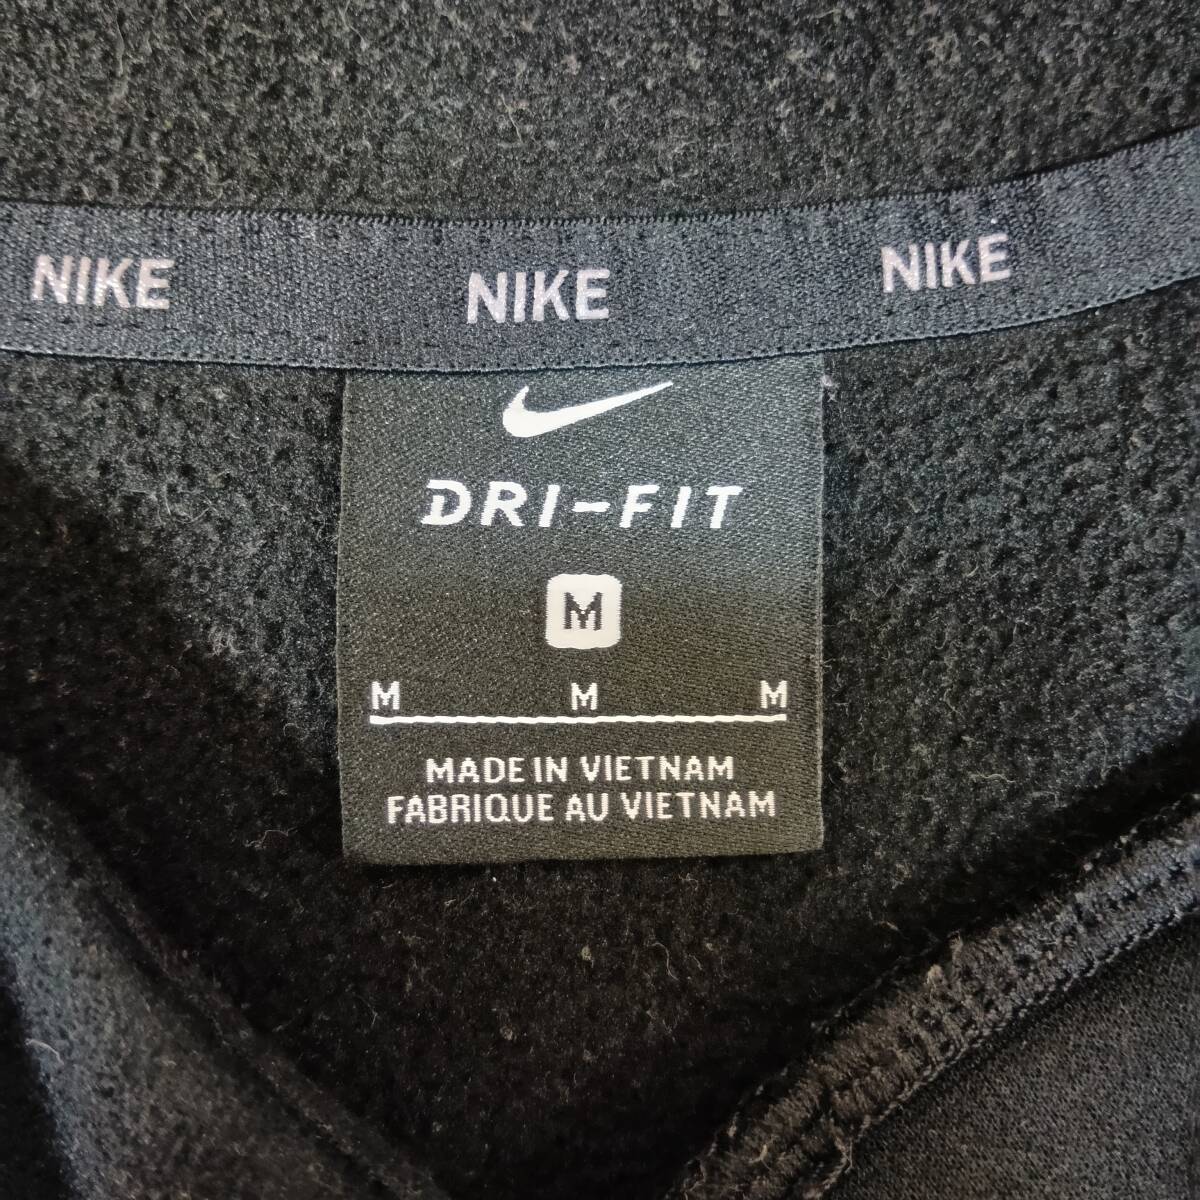 NIKE NIKE NIKE
DRI-FIT
M
M M M
MADE IN VIETNAM
FABRIQUE AU VIETNAM